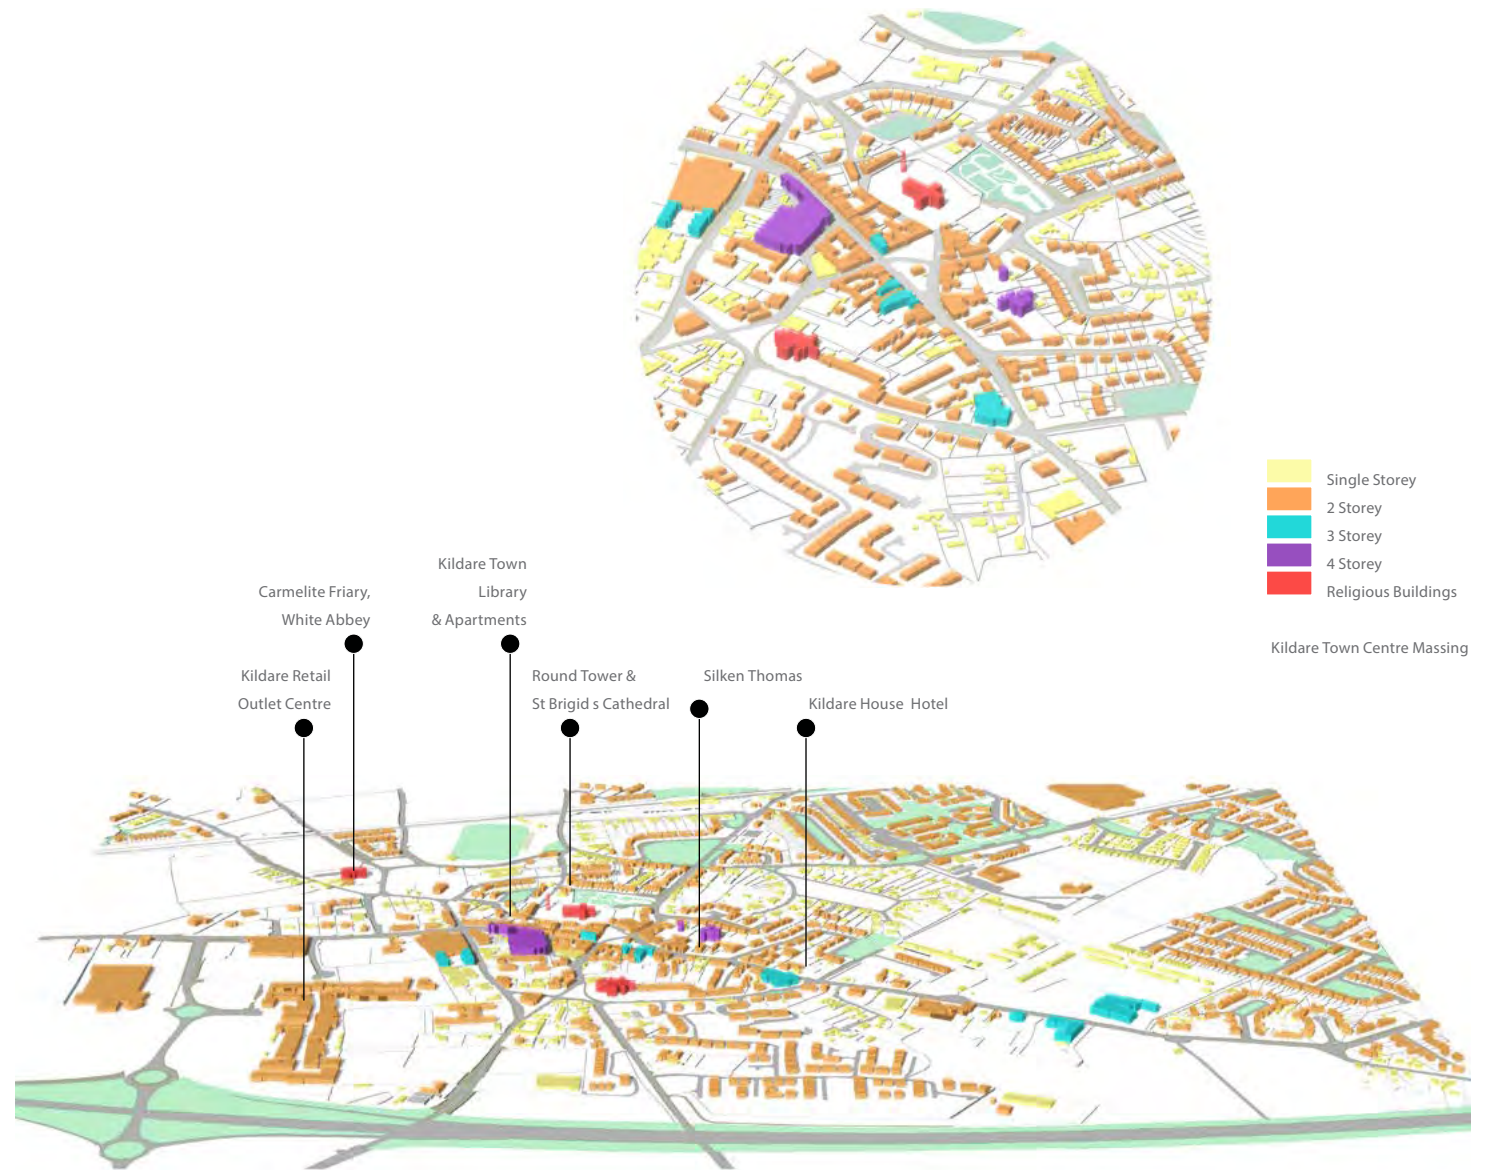 Single Storey
2 Storey
3 Storey
4 Storey
Religious Buildings
Kildare Town Centre Massing
Kildare Town
Library
& Apartments
Carmelite Friary,
White Abbey
Kildare Retail
Outlet Centre
Round Tower &
St Brigid s Cathedral
Silken Thomas
Kildare House Hotel